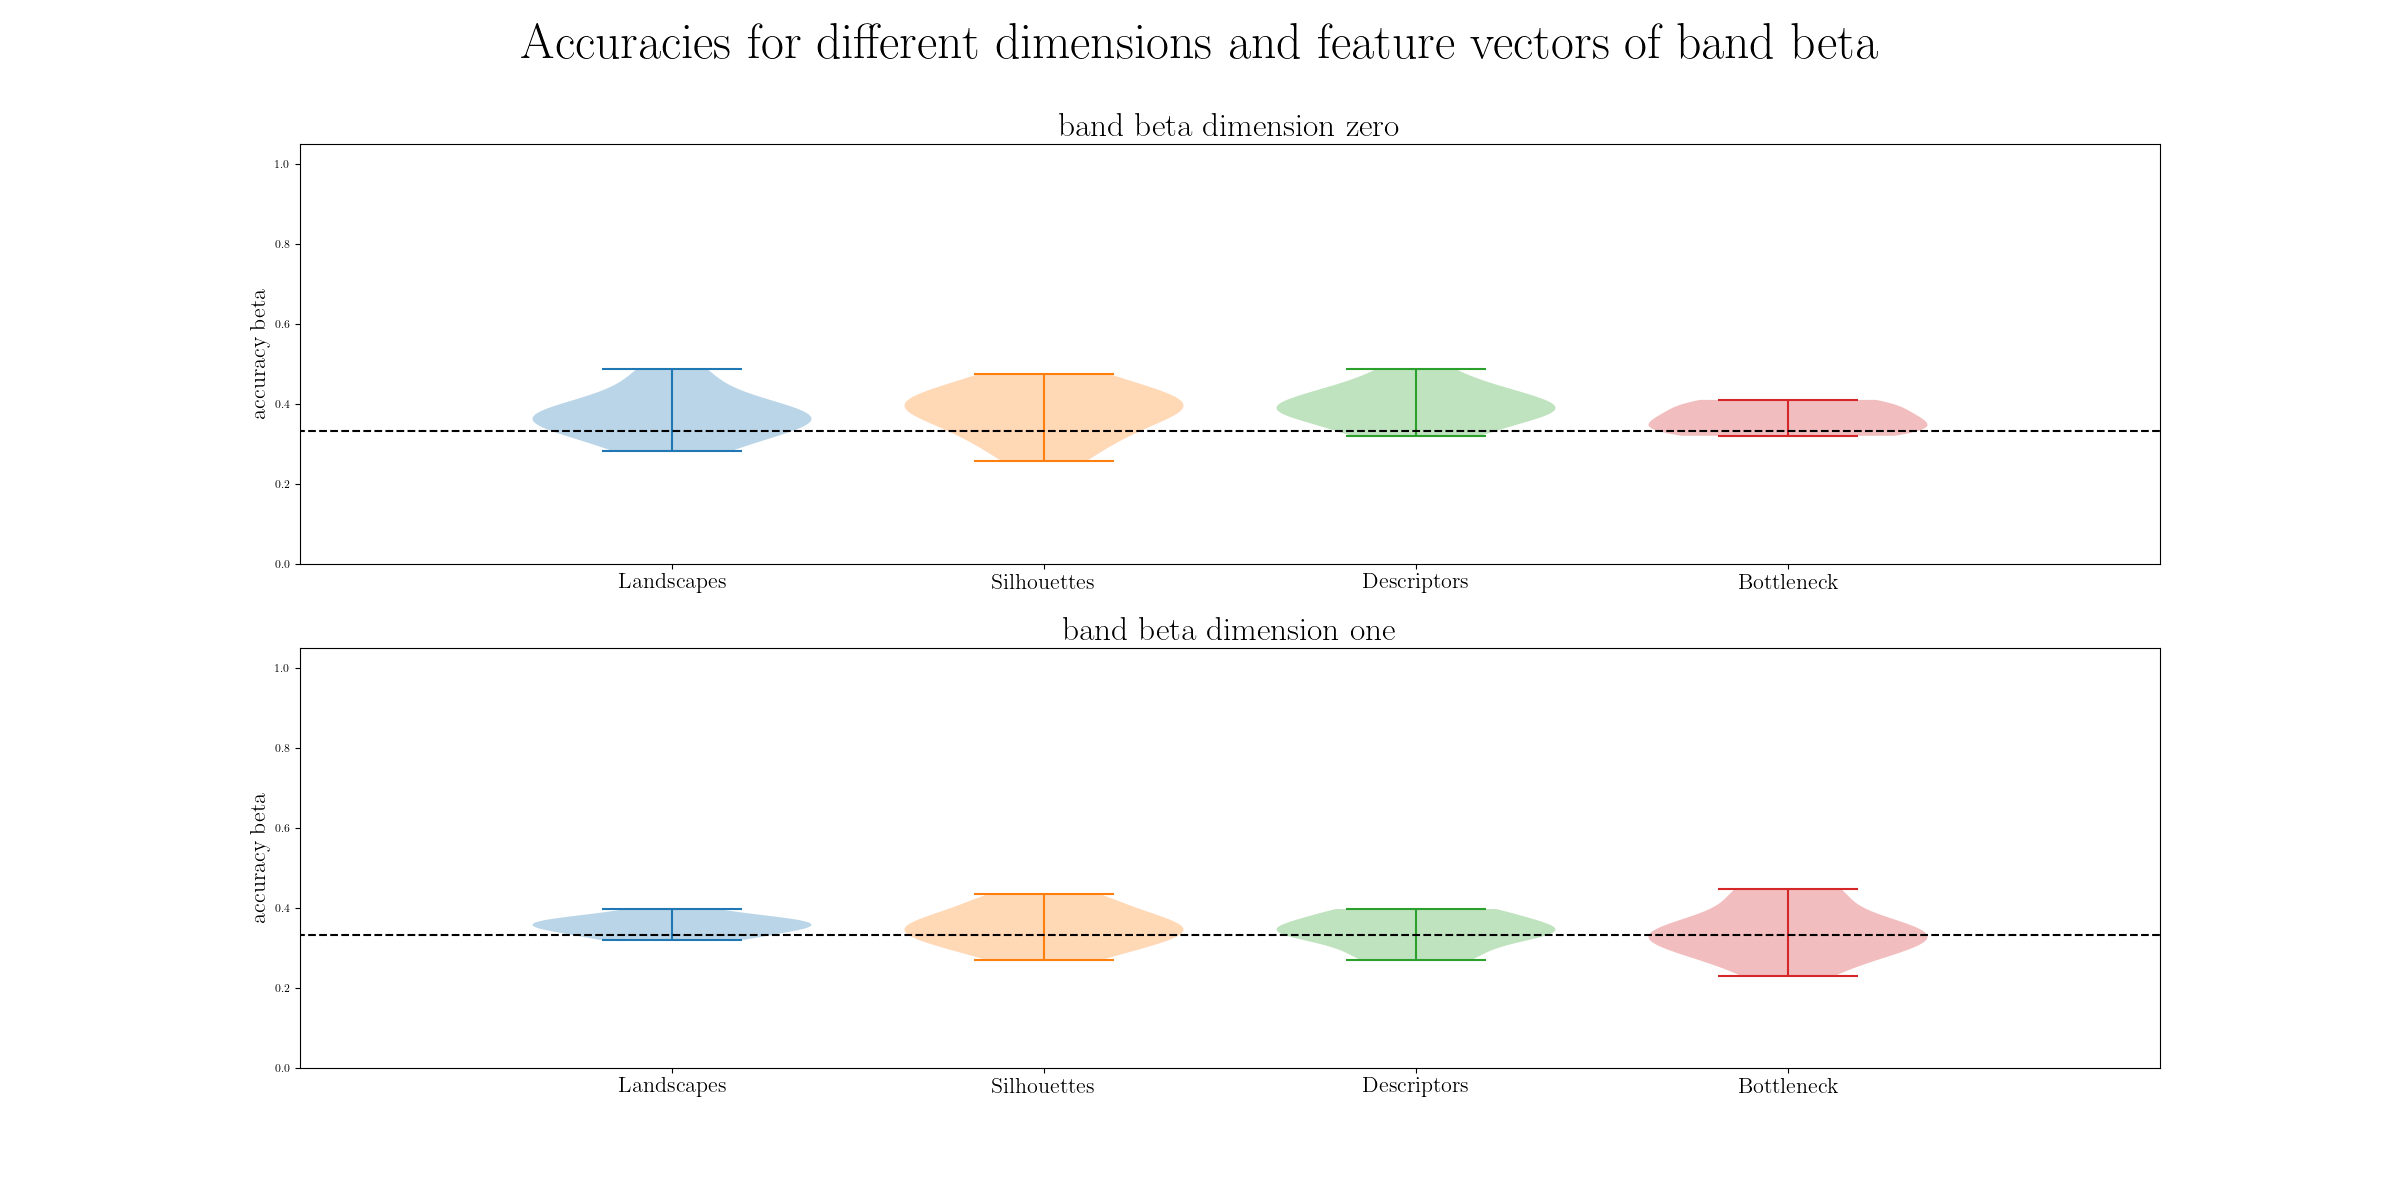 Accuracies for different dimensions and feature vectors of band beta
band beta dimension zero
1.0
0.8
0.6
0.4
0.2
0.0
accuracy beta
Landscapes Silhouettes Descriptors Bottleneck
band beta dimension one
1.0
0.8
0.6
0.4
0.2
0.0
accuracy beta
Landscapes Silhouettes Descriptors Bottleneck